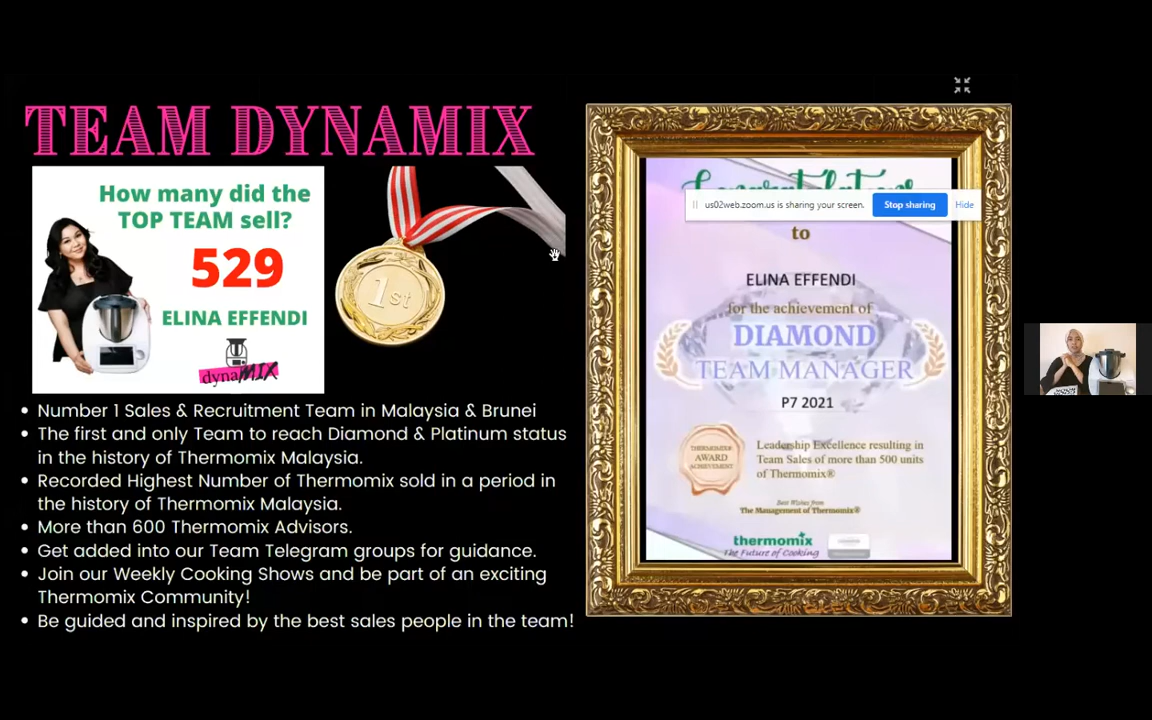 TEAM DYNAMIX
How many did the
TOP TEAM sell?
529
ELINA EFFENDI
dynaMIX
1st
Number 1 Sales & Recruitment Team in Malaysia & Brunei
The first and only Team to reach Diamond & Platinum status
in the history of Thermomix Malaysia.
Recorded Highest Number of Thermomix sold in a period in
the history of Thermomix Malaysia.
More than 600 Thermomix Advisors.
Get added into our Team Telegram groups for guidance.
Join our Weekly Cooking Shows and be part of an exciting
Thermomix Community!
Be guided and inspired by the best sales people in the team!
us02web.zoom.us is sharing your screen.
Stop sharing
Hide
to
ELINA EFFENDI
for the achievement of
DIAMOND
TEAM MANAGER
P7 2021
THERMOMIX®
AWARD
ACHIEVEMENT
Leadership Excellence resulting in
Team Sales of more than 500 units
of Thermomix®
Best Wishes from
The Management of Thermomix®
thermomix
The Future of Cooking